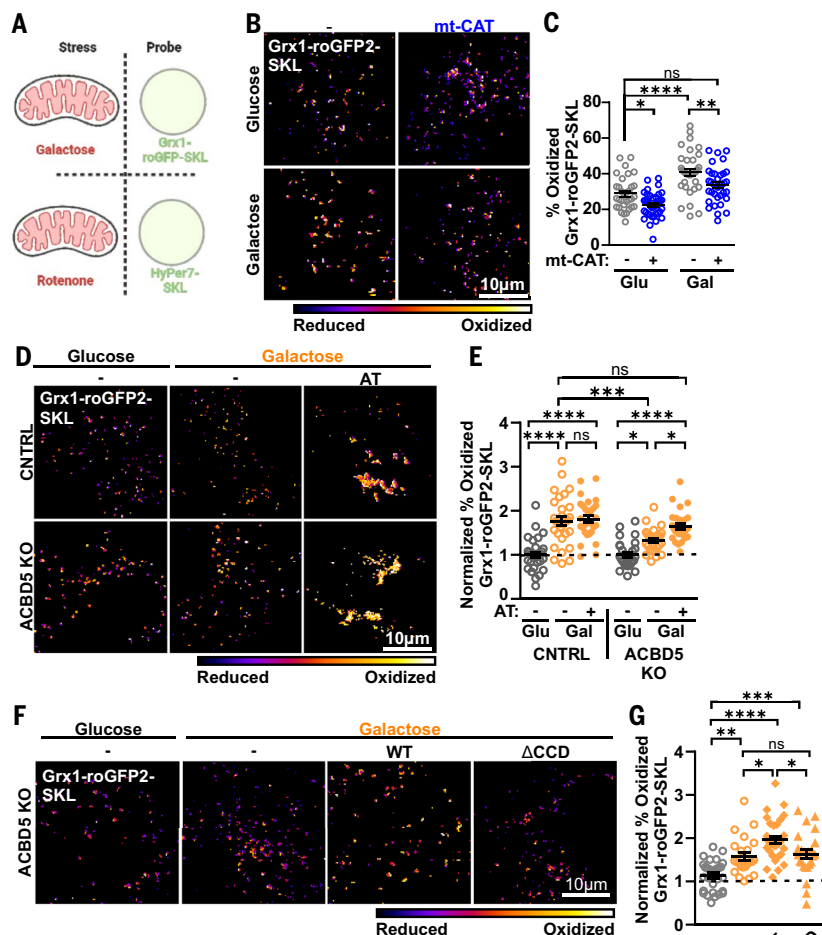 A
Stress
Probe
Galactose
Grx1-
roGFP-SKL
Rotenone
HyPer7-
SKL
B
-
mt-CAT
Grx1-roGFP2-
SKL
Glucose
Galactose
10μm
Reduced
Oxidized
C
ns
****
*
**
% Oxidized
Grx1-roGFP2-SKL
80
60
40
20
0
mt-CAT: - + - +
Glu Gal
D
Glucose
Galactose
- - AT
Grx1-roGFP2-
SKL
CNTRL
ACBD5 KO
10μm
Reduced
Oxidized
E
ns
***
**** ****
**** ns * *
Normalized % Oxidized
Grx1-roGFP2-SKL
4
3
2
1
0
AT: - - + - - +
Glu Gal Glu Gal
CNTRL ACBD5
KO
F
Glucose
Galactose
- - WT ΔCCD
Grx1-roGFP2-
SKL
ACBD5 KO
10μm
Reduced
Oxidized
G
***
****
** ns
* *
Normalized % Oxidized
Grx1-roGFP2-SKL
4
3
2
1
0